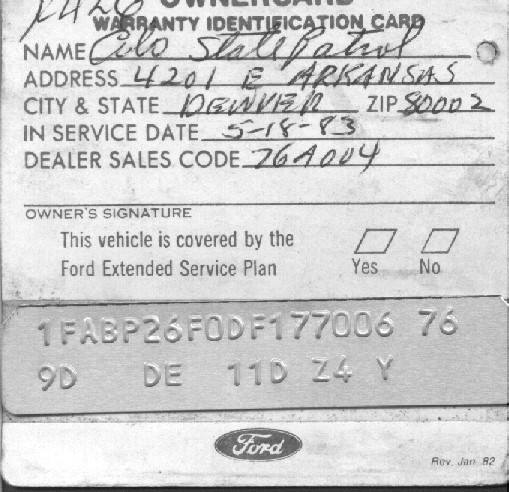 OWNERCARD
WARRANTY IDENTIFICATION CARD
NAME Colo State Patrol
ADDRESS 4201 E ARKANSAS
CITY & STATE DENVER ZIP 80002
IN SERVICE DATE 5-18-83
DEALER SALES CODE 76A004
OWNER'S SIGNATURE
This vehicle is covered by the
Ford Extended Service Plan Yes No
1FABP26F0DF177006 76
9D DE 11D Z4 Y
Ford
Rev. Jan. 82